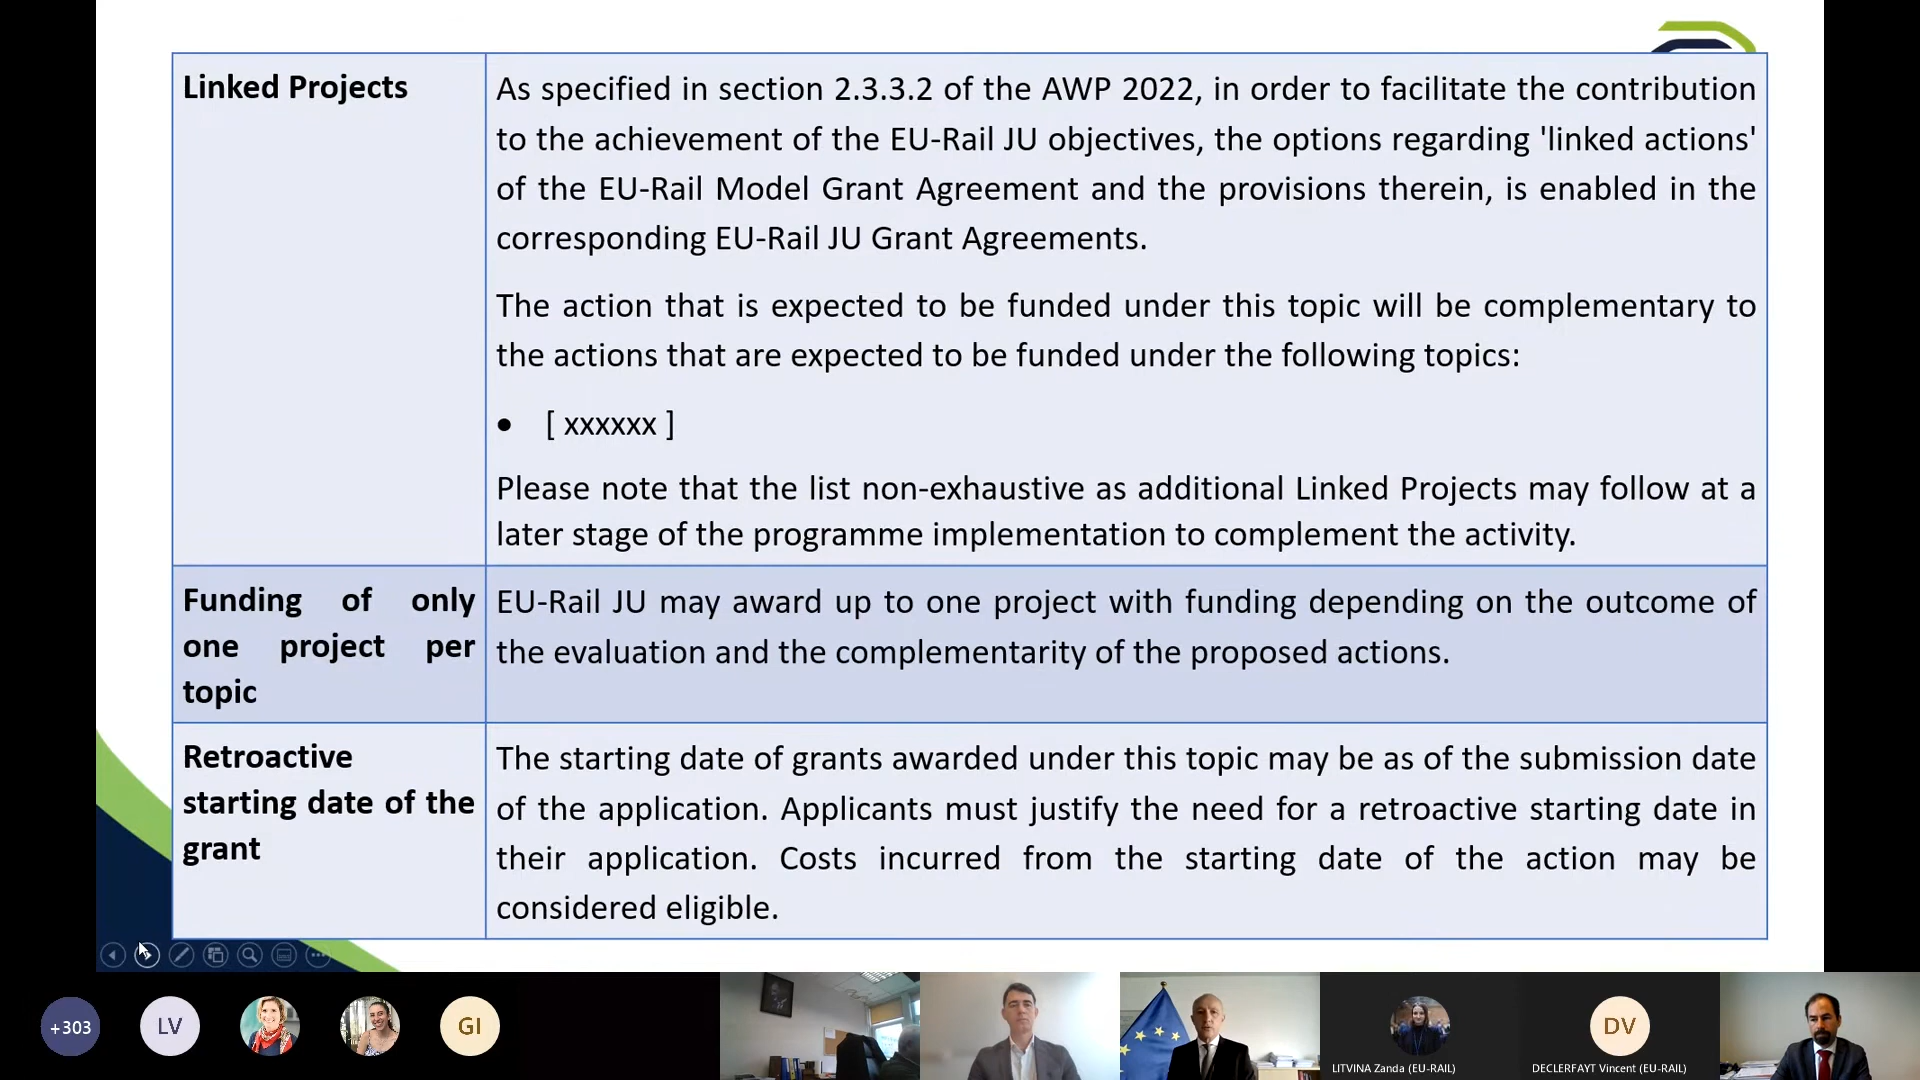 Linked Projects
As specified in section 2.3.3.2 of the AWP 2022, in order to facilitate the contribution
to the achievement of the EU-Rail JU objectives, the options regarding 'linked actions'
of the EU-Rail Model Grant Agreement and the provisions therein, is enabled in the
corresponding EU-Rail JU Grant Agreements.
The action that is expected to be funded under this topic will be complementary to
the actions that are expected to be funded under the following topics:
• [ xxxxxx ]
Please note that the list non-exhaustive as additional Linked Projects may follow at a
later stage of the programme implementation to complement the activity.
Funding of only
one project per
topic
EU-Rail JU may award up to one project with funding depending on the outcome of
the evaluation and the complementarity of the proposed actions.
Retroactive
starting date of the
grant
The starting date of grants awarded under this topic may be as of the submission date
of the application. Applicants must justify the need for a retroactive starting date in
their application. Costs incurred from the starting date of the action may be
considered eligible.
+303
LV
GI
LITVINA Zanda (EU-RAIL)
DV
DECLERFAYT Vincent (EU-RAIL)